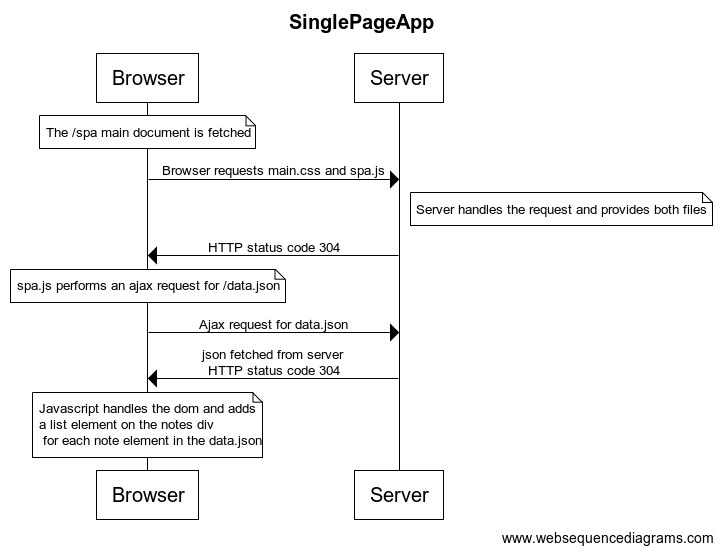 SinglePageApp
Browser
Server
The /spa main document is fetched
Browser requests main.css and spa.js
Server handles the request and provides both files
HTTP status code 304
spa.js performs an ajax request for /data.json
Ajax request for data.json
json fetched from server
HTTP status code 304
Javascript handles the dom and adds
a list element on the notes div
for each note element in the data.json
Browser
Server
www.websequencediagrams.com